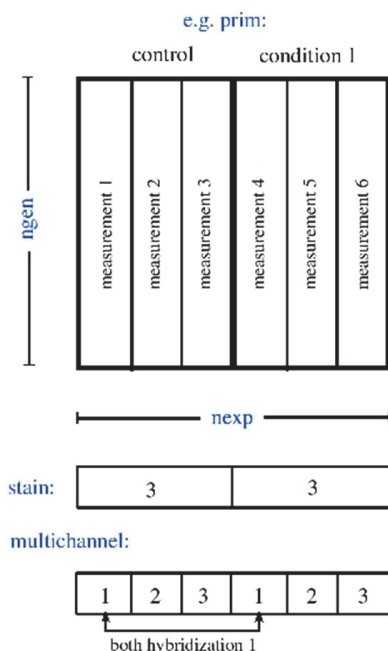 e.g. prim:
control condition 1
ngen
measurement 1
measurement 2
measurement 3
measurement 4
measurement 5
measurement 6
nexp
stain: 3 3
multichannel:
1 2 3 1 2 3
both hybridization 1